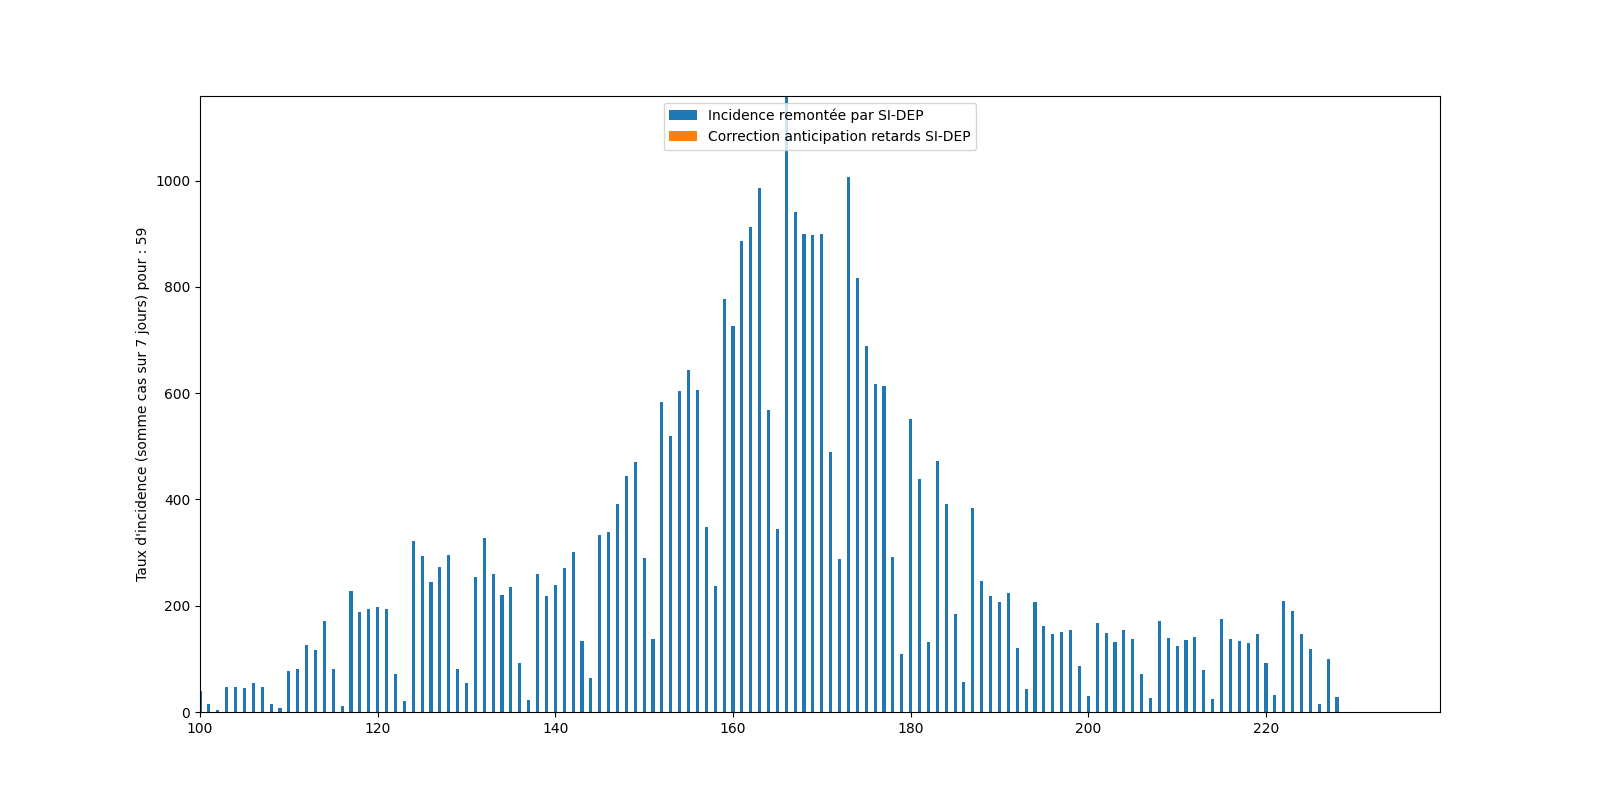 Incidence remontée par SI-DEP
Correction anticipation retards SI-DEP
Taux d'incidence (somme cas sur 7 jours) pour : 59
1000
800
600
400
200
0
100 120 140 160 180 200 220